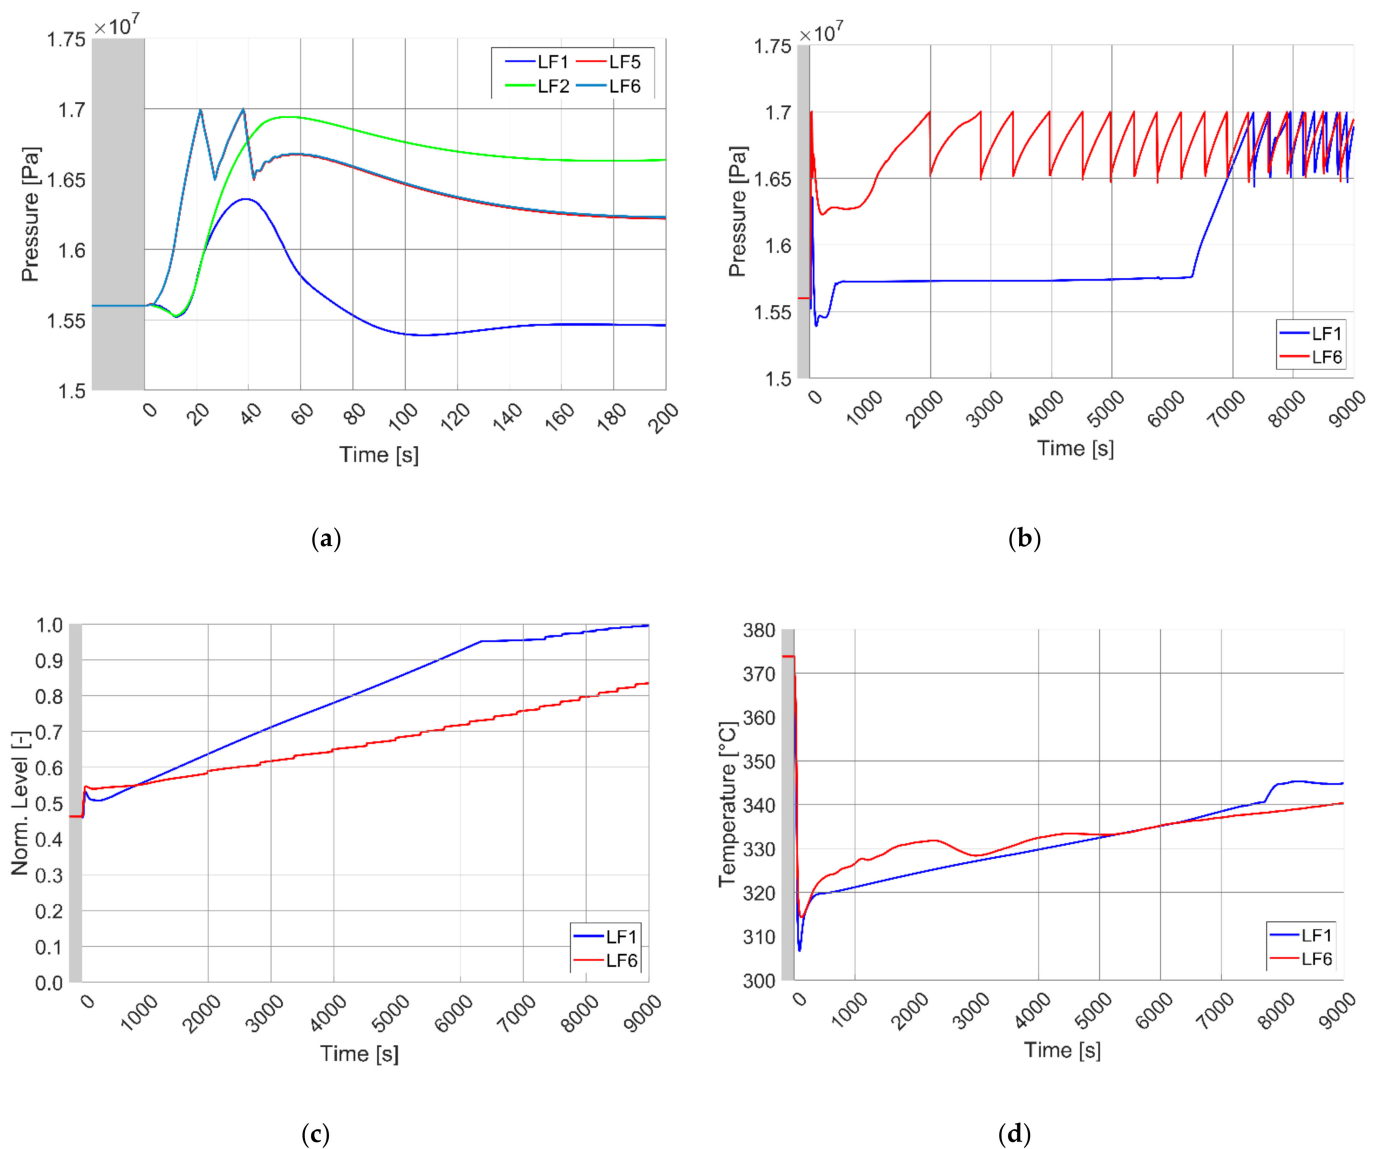 ×10⁷
1.75
1.7
1.65
1.6
1.55
1.5
Pressure [Pa]
LF1 LF5
LF2 LF6
0 20 40 60 80 100 120 140 160 180 200
Time [s]
(a)
×10⁷
1.75
1.7
1.65
1.6
1.55
1.5
Pressure [Pa]
LF1
LF6
0 1000 2000 3000 4000 5000 6000 7000 8000 9000
Time [s]
(b)
1.0
0.9
0.8
0.7
0.6
0.5
0.4
0.3
0.2
0.1
0.0
Norm. Level [-]
LF1
LF6
0 1000 2000 3000 4000 5000 6000 7000 8000 9000
Time [s]
(c)
380
370
360
350
340
330
320
310
300
Temperature [°C]
LF1
LF6
0 1000 2000 3000 4000 5000 6000 7000 8000 9000
Time [s]
(d)